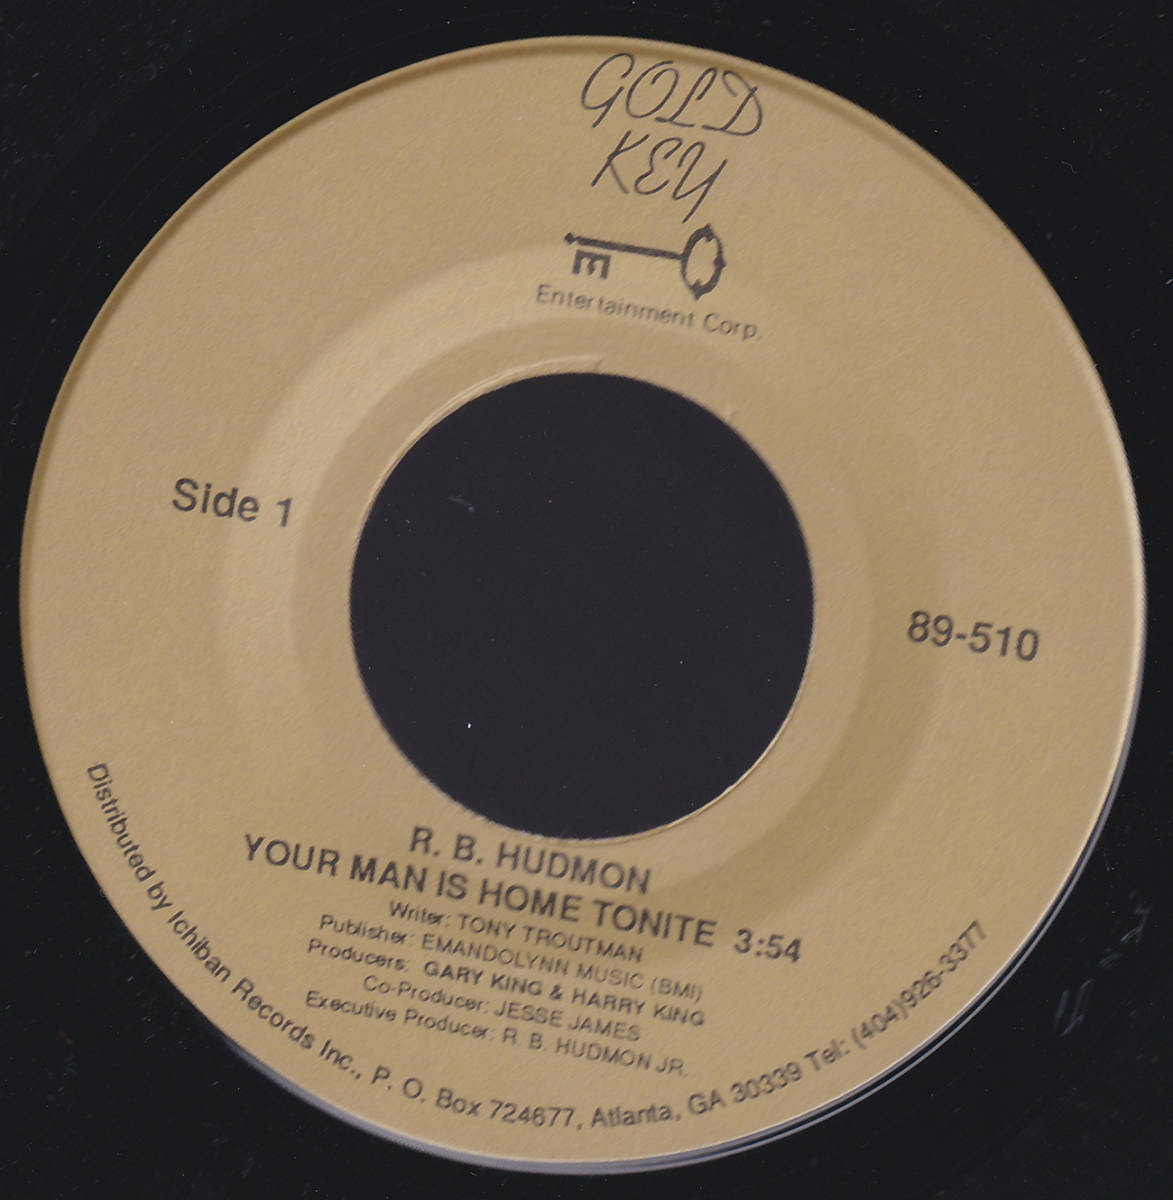 GOLD
KEY
E
Entertainment Corp.
Side 1
89-510
R. B. HUDMON
YOUR MAN IS HOME TONITE 3:54
Writer: TONY TROUTMAN
Publisher: EMANDOLYNN MUSIC (BMI)
Producers: GARY KING & HARRY KING
Co-Producer: JESSE JAMES
Executive Producer: R. B. HUDMON JR.
Distributed by Ichiban Records Inc., P. O. Box 724677, Atlanta, GA 30339 Tel: (404)926-3377